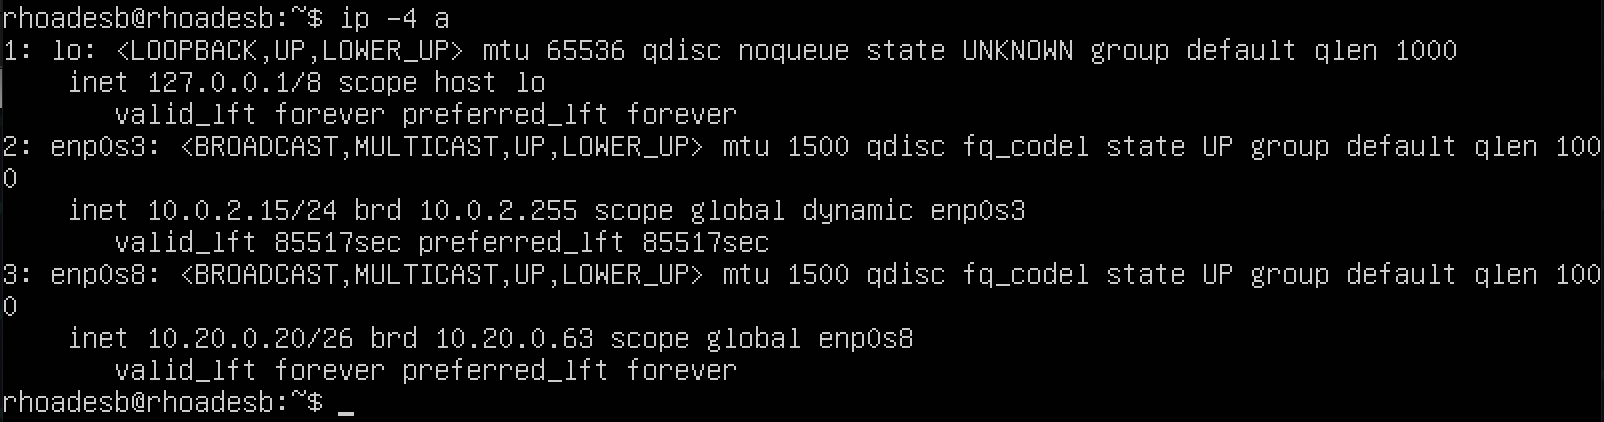 rhoadesb@rhoadesb:~$ ip -4 a
1: lo: <LOOPBACK,UP,LOWER_UP> mtu 65536 qdisc noqueue state UNKNOWN group default qlen 1000
    inet 127.0.0.1/8 scope host lo
       valid_lft forever preferred_lft forever
2: enp0s3: <BROADCAST,MULTICAST,UP,LOWER_UP> mtu 1500 qdisc fq_codel state UP group default qlen 100
0
    inet 10.0.2.15/24 brd 10.0.2.255 scope global dynamic enp0s3
       valid_lft 85517sec preferred_lft 85517sec
3: enp0s8: <BROADCAST,MULTICAST,UP,LOWER_UP> mtu 1500 qdisc fq_codel state UP group default qlen 100
0
    inet 10.20.0.20/26 brd 10.20.0.63 scope global enp0s8
       valid_lft forever preferred_lft forever
rhoadesb@rhoadesb:~$ _